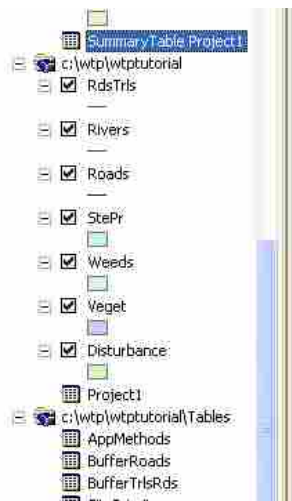 SummaryTable Project1
c:\wtp\wtptutorial
RdsTrls
Rivers
Roads
StePr
Weeds
Veget
Disturbance
Project1
c:\wtp\wtptutorial\Tables
AppMethods
BufferRoads
BufferTrlsRds